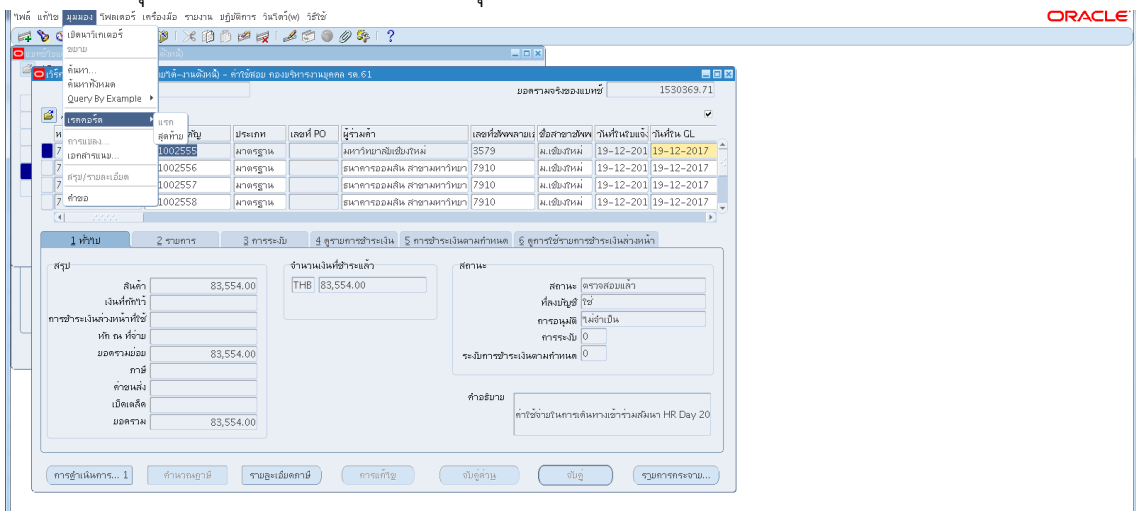 ไฟล์ แก้ไข มุมมอง โฟลเดอร์ เครื่องมือ รายงาน ปฏิบัติการ วินโดว์(W) วิธีใช้
ORACLE
เปิดนาวิเกเตอร์
ขยาย
ค้นหา...
ค้นหาทั้งหมด
Query By Example
เรคคอร์ด
แรก
สุดท้าย
การแปลง...
เอกสารแนบ...
สรุป/รายละเอียด
คำขอ
ค่าใช้สอย กองบริหารงานบุคคล รด.61
ยอดรวมจริงของแบทช์ 1530369.71
ประเภท เลขที่ PO ผู้ร่วมค้า วันที่ใน GL
1002555 มาตรฐาน มหาวิทยาลัยเชียงใหม่ 3579 ม.เชียงใหม่ 19-12-201 19-12-2017
1002556 มาตรฐาน ธนาคารออมสิน สาขามหาวิทยา 7910 ม.เชียงใหม่ 19-12-201 19-12-2017
1002557 มาตรฐาน ธนาคารออมสิน สาขามหาวิทยา 7910 ม.เชียงใหม่ 19-12-201 19-12-2017
1002558 มาตรฐาน ธนาคารออมสิน สาขามหาวิทยา 7910 ม.เชียงใหม่ 19-12-201 19-12-2017
1 ทั่วไป 2 รายการ 3 การระงับ 4 ดูรายการชำระเงิน 5 การชำระเงินตามกำหนด 6 ดูการใช้รายการชำระเงินล่วงหน้า
สรุป จำนวนเงินที่ชำระแล้ว สถานะ
สินค้า 83,554.00 THB 83,554.00 สถานะ ตรวจสอบแล้ว
เงินที่กักไว้ ที่ลงบัญชี ใช่
การชำระเงินล่วงหน้าที่ใช้ การอนุมัติ ไม่จำเป็น
หัก ณ ที่จ่าย การระงับ 0
ยอดรวมย่อย 83,554.00 ระงับการชำระเงินตามกำหนด 0
ภาษี
ค่าขนส่ง
เบ็ดเตล็ด
ยอดรวม 83,554.00
คำอธิบาย ค่าใช้จ่ายในการเดินทางเข้าร่วมสัมนา HR Day 20
การดำเนินการ... 1 คำนวณภาษี รายละเอียดภาษี การแก้ไข จับคู่ด่วน จับคู่ รายการกระจาย...